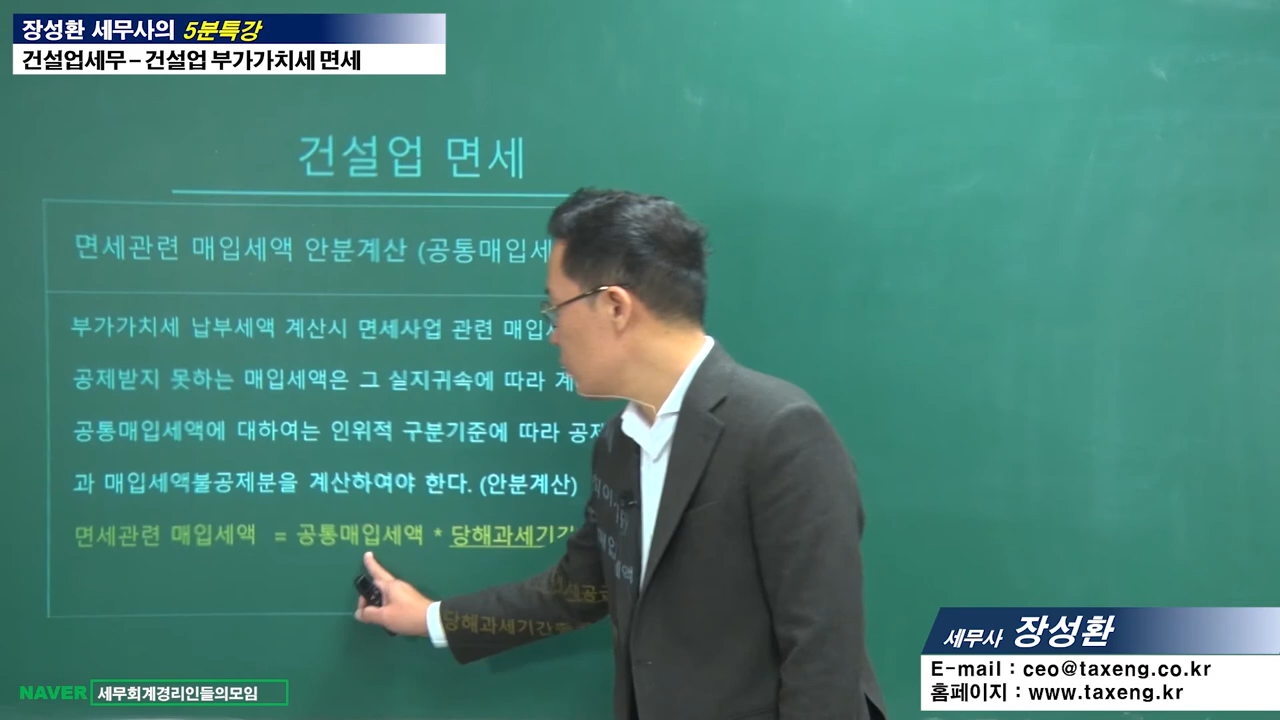 장성환 세무사의 5분특강
건설업세무 – 건설업 부가가치세 면세
건설업 면세
면세관련 매입세액 안분계산 (공통매입세
부가가치세 납부세액 계산시 면세사업 관련 매입
공제받지 못하는 매입세액은 그 실지귀속에 따라
공통매입세액에 대하여는 인위적 구분기준에 따라
과 매입세액불공제분을 계산하여야 한다. (안분계산)
면세관련 매입세액 = 공통매입세액 * 당해과세기간
당해과세기간
세무사 장성환
E-mail : ceo@taxeng.co.kr
홈페이지 : www.taxeng.kr
NAVER 세무회계경리인들의모임